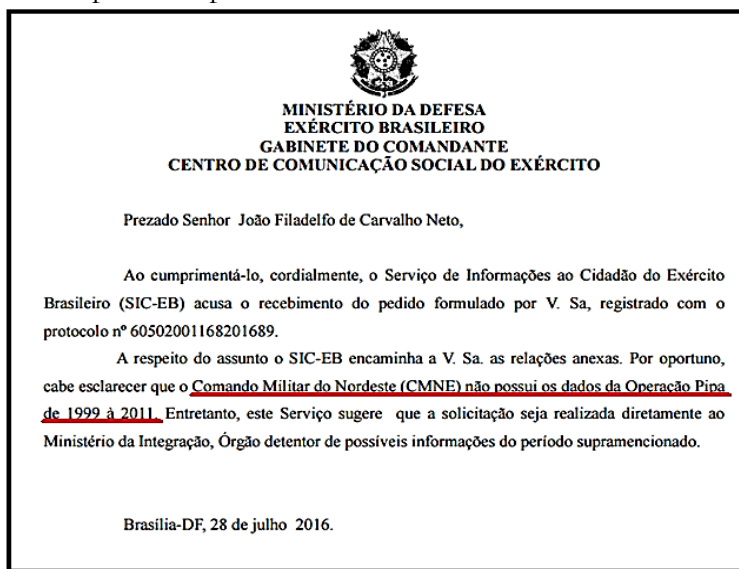 MINISTÉRIO DA DEFESA
EXÉRCITO BRASILEIRO
GABINETE DO COMANDANTE
CENTRO DE COMUNICAÇÃO SOCIAL DO EXÉRCITO
Prezado Senhor João Filadelfo de Carvalho Neto,
Ao cumprimentá-lo, cordialmente, o Serviço de Informações ao Cidadão do Exército
Brasileiro (SIC-EB) acusa o recebimento do pedido formulado por V. Sa, registrado com o
protocolo nº 60502001168201689.
A respeito do assunto o SIC-EB encaminha a V. Sa. as relações anexas. Por oportuno,
cabe esclarecer que o Comando Militar do Nordeste (CMNE) não possui os dados da Operação Pipa
de 1999 à 2011. Entretanto, este Serviço sugere que a solicitação seja realizada diretamente ao
Ministério da Integração, Órgão detentor de possíveis informações do período supramencionado.
Brasília-DF, 28 de julho 2016.